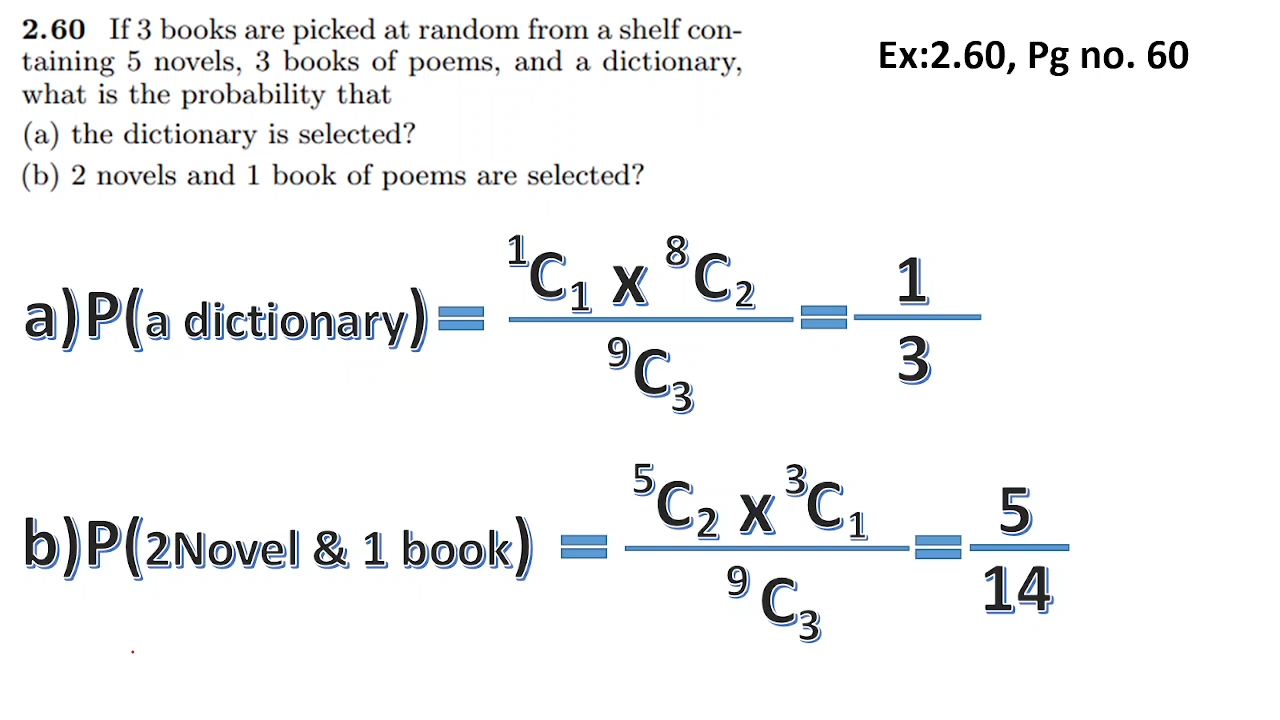 2.60 If 3 books are picked at random from a shelf con-
taining 5 novels, 3 books of poems, and a dictionary,
what is the probability that
(a) the dictionary is selected?
(b) 2 novels and 1 book of poems are selected?
Ex:2.60, Pg no. 60
a)P(a dictionary) = (¹C₁ x ⁸C₂) / ⁹C₃ = 1/3
b)P(2Novel & 1 book) = (⁵C₂ x ³C₁) / ⁹C₃ = 5/14